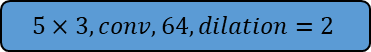 5 × 3, conv, 64, dilation = 2